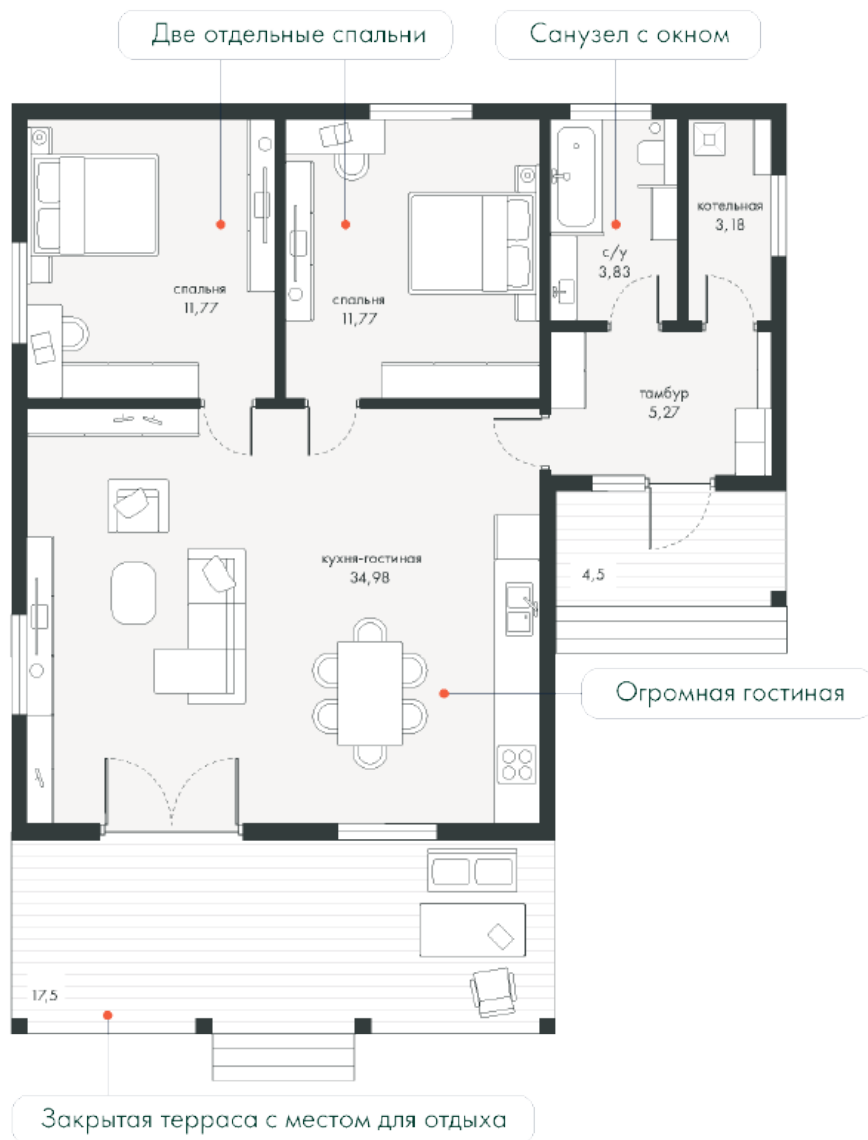 Две отдельные спальни
Санузел с окном
котельная
3,18
с/у
3,83
спальня
11,77
спальня
11,77
тамбур
5,27
кухня-гостиная
34,98
4,5
Огромная гостиная
17,5
Закрытая терраса с местом для отдыха